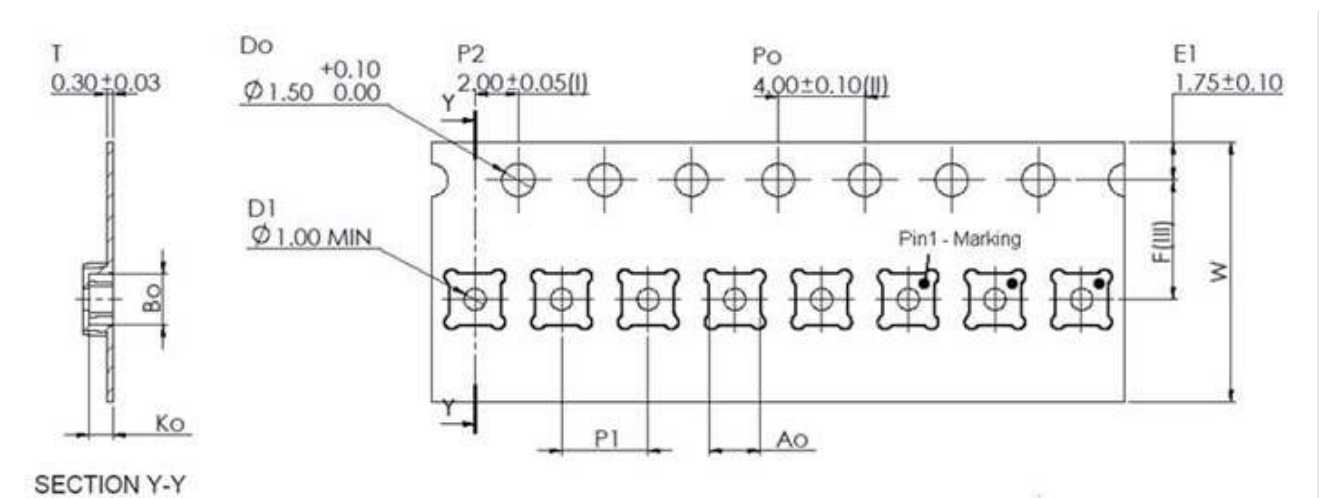 T
0.30±0.03
Do
+0.10
Ø1.50 0.00
P2
2.00±0.05(I)
Po
4.00±0.10(II)
E1
1.75±0.10
Y
D1
Ø1.00 MIN
Pin1 - Marking
F(III)
W
Bo
Y
Ko
P1
Ao
SECTION Y-Y